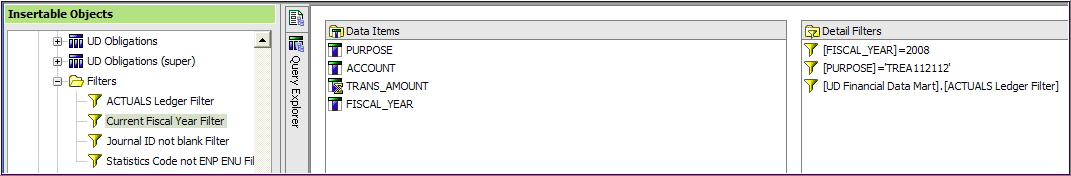 Insertable Objects
UD Obligations
UD Obligations (super)
Filters
ACTUALS Ledger Filter
Current Fiscal Year Filter
Journal ID not blank Filter
Statistics Code not ENP ENU Fil
Query Explorer
Data Items
PURPOSE
ACCOUNT
TRANS_AMOUNT
FISCAL_YEAR
Detail Filters
[FISCAL_YEAR]=2008
[PURPOSE]='TREA112112'
[UD Financial Data Mart].[ACTUALS Ledger Filter]